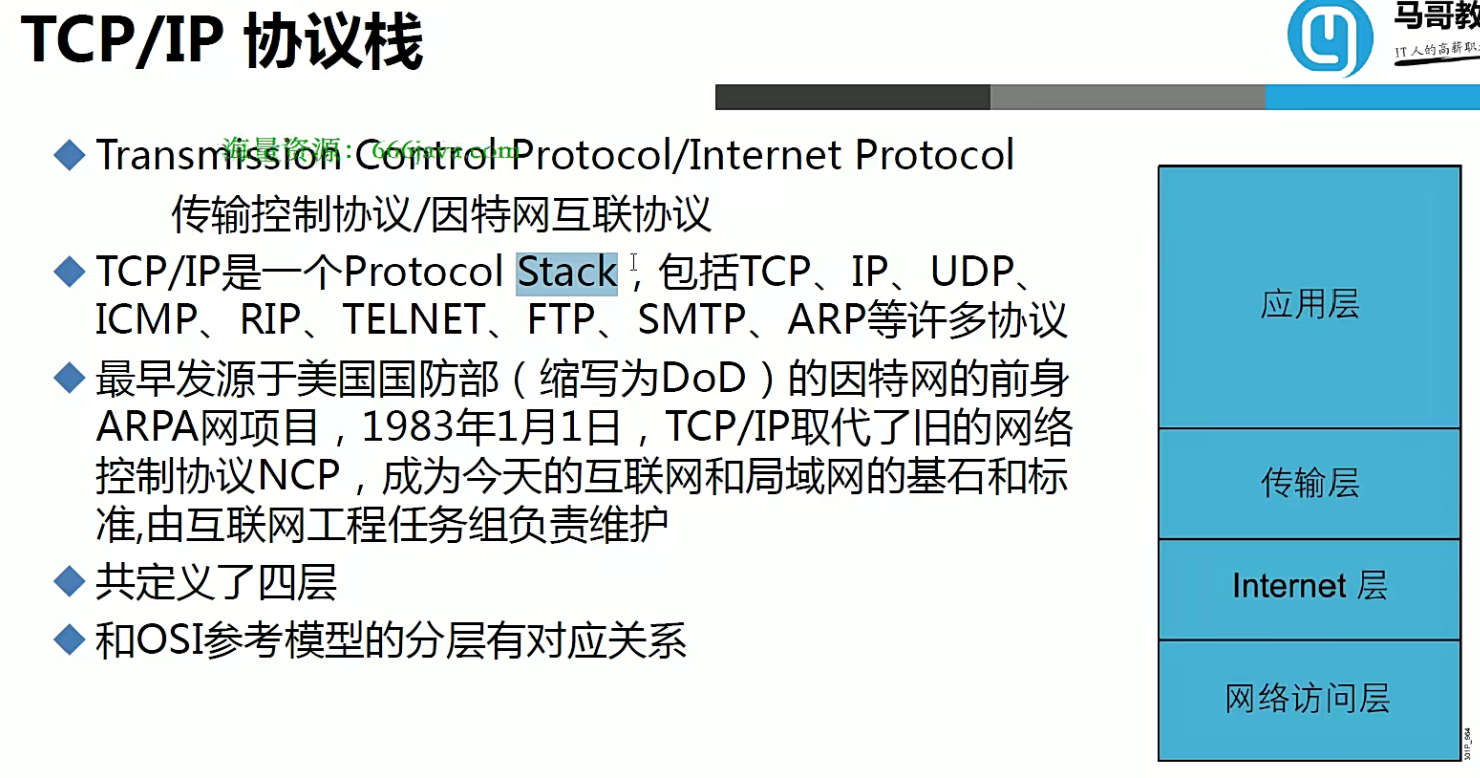 TCP/IP 协议栈
马哥教
IT人的高薪职
海量资源：666java.com
Transmission Control Protocol/Internet Protocol
传输控制协议/因特网互联协议
TCP/IP是一个Protocol Stack，包括TCP、IP、UDP、
ICMP、RIP、TELNET、FTP、SMTP、ARP等许多协议
最早发源于美国国防部（缩写为DoD）的因特网的前身
ARPA网项目，1983年1月1日，TCP/IP取代了旧的网络
控制协议NCP，成为今天的互联网和局域网的基石和标
准,由互联网工程任务组负责维护
共定义了四层
和OSI参考模型的分层有对应关系
应用层
传输层
Internet 层
网络访问层